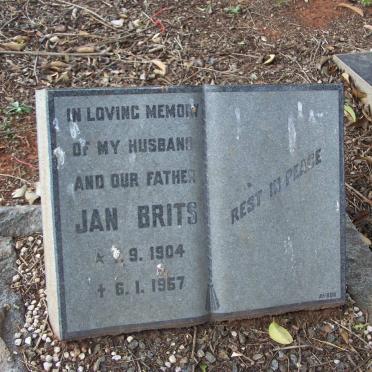 IN LOVING MEMORY
OF MY HUSBAND
AND OUR FATHER
JAN BRITS
.9. 1904
+ 6.1. 1967
REST IN PEACE